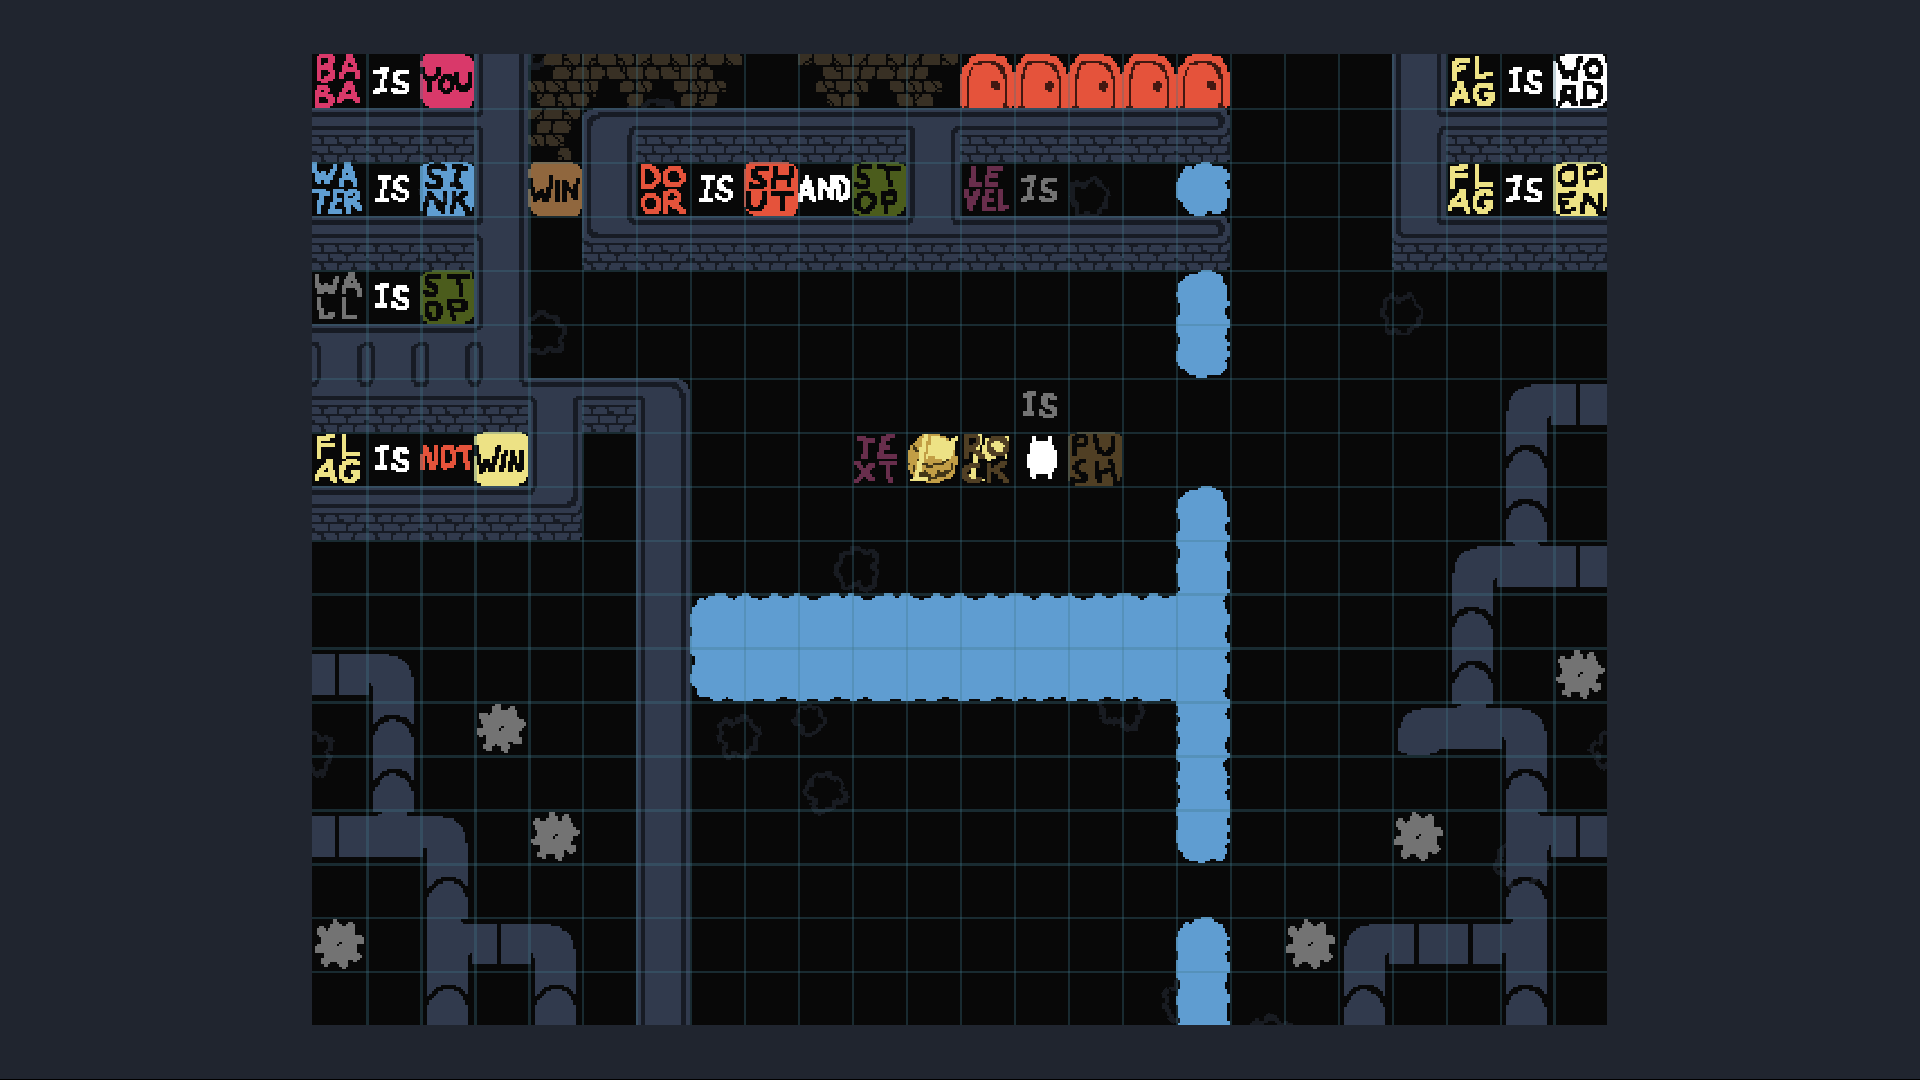 BABA IS YOU
FLAG IS WORD
WATER IS SINK
WIN
DOOR IS SHUT AND STOP
LEVEL IS
FLAG IS OPEN
WALL IS STOP
IS
FLAG IS NOT WIN
TEXT
ROCK
PUSH